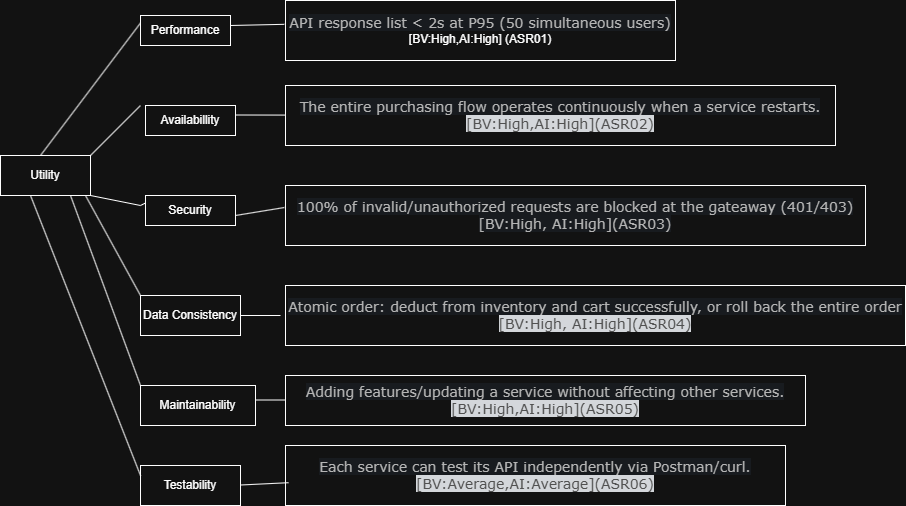 Performance
API response list < 2s at P95 (50 simultaneous users)
[BV:High,AI:High] (ASR01)
Availabillity
The entire purchasing flow operates continuously when a service restarts.
[BV:High,AI:High](ASR02)
Utility
Security
100% of invalid/unauthorized requests are blocked at the gateaway (401/403)
[BV:High, AI:High](ASR03)
Data Consistency
Atomic order: deduct from inventory and cart successfully, or roll back the entire order
[BV:High, AI:High](ASR04)
Maintainability
Adding features/updating a service without affecting other services.
[BV:High,AI:High](ASR05)
Testability
Each service can test its API independently via Postman/curl.
[BV:Average,AI:Average](ASR06)